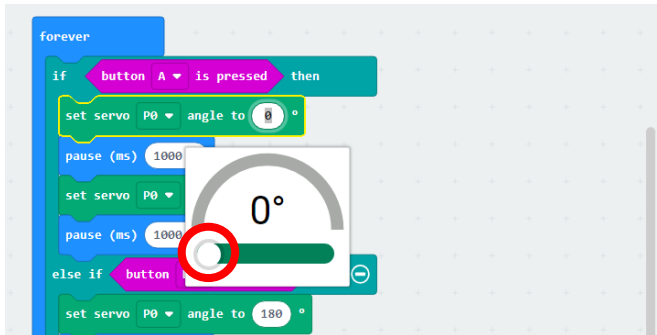 forever
if button A is pressed then
set servo P0 angle to 0 °
pause (ms) 1000
0°
set servo P0
pause (ms) 1000
else if button
set servo P0 angle to 180 °